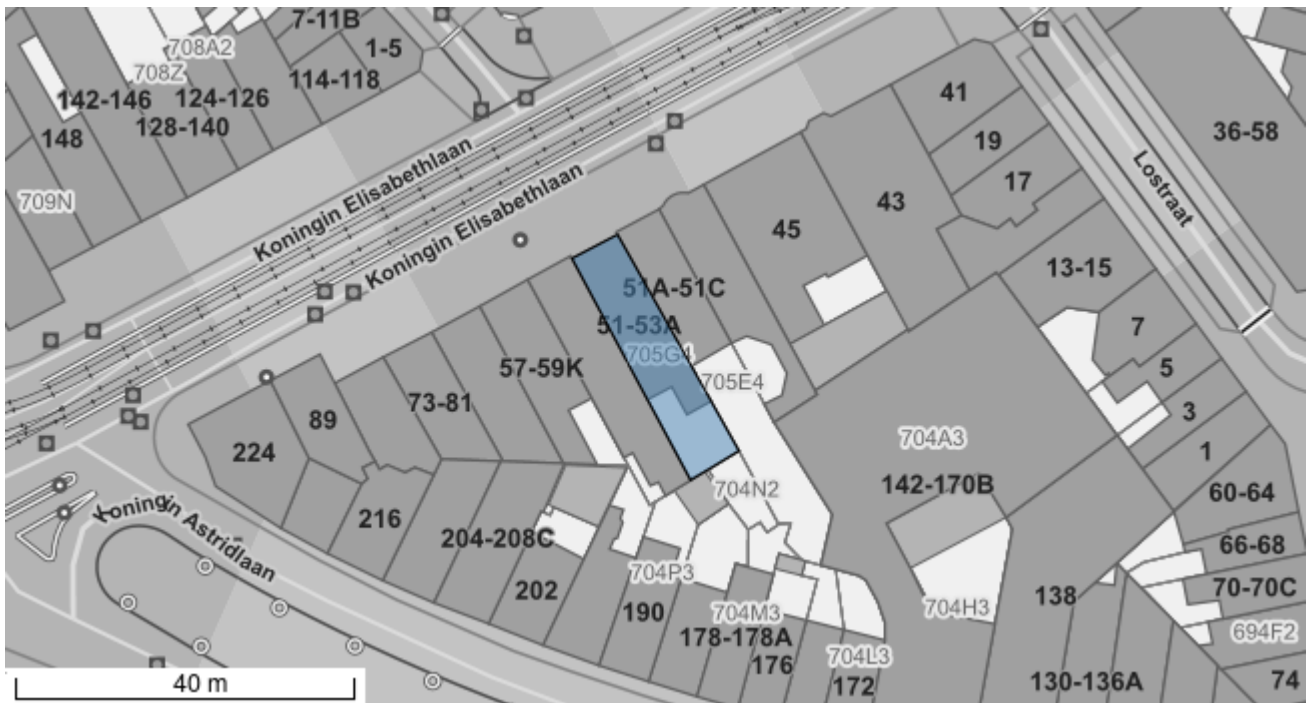 7-11B
1-5
708A2
708Z
114-118
142-146
124-126
128-140
148
709N
Koningin Elisabethlaan
Koningin Elisabethlaan
41
19
17
36-58
Lostraat
43
45
13-15
7
5
3
1
51A-51C
51-53A
705G4
705E4
57-59K
73-81
89
224
704A3
142-170B
704N2
60-64
66-68
70-70C
694F2
74
Koningin Astridlaan
216
204-208C
202
704P3
190
704M3
178-178A
176
704L3
172
704H3
138
130-136A
40 m